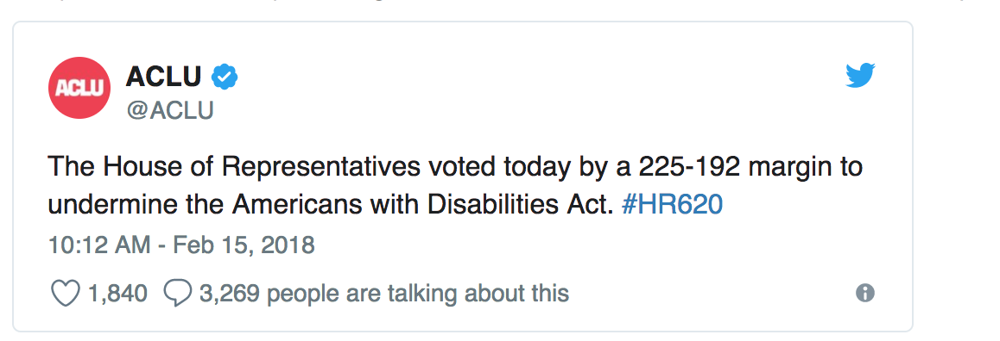 ACLU
ACLU
@ACLU
The House of Representatives voted today by a 225-192 margin to
undermine the Americans with Disabilities Act. #HR620
10:12 AM - Feb 15, 2018
1,840 3,269 people are talking about this